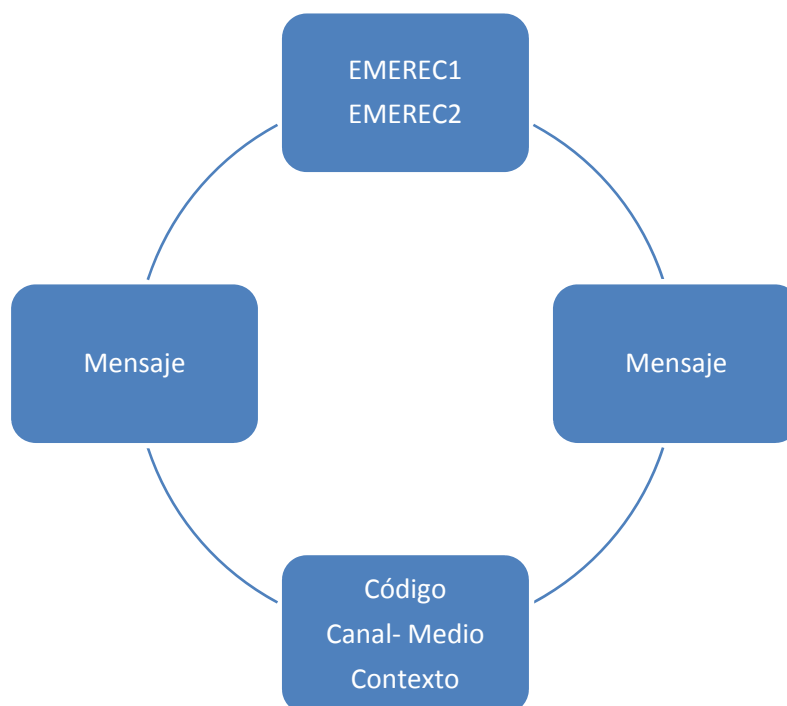 EMEREC1
EMEREC2
Mensaje
Mensaje
Código
Canal- Medio
Contexto